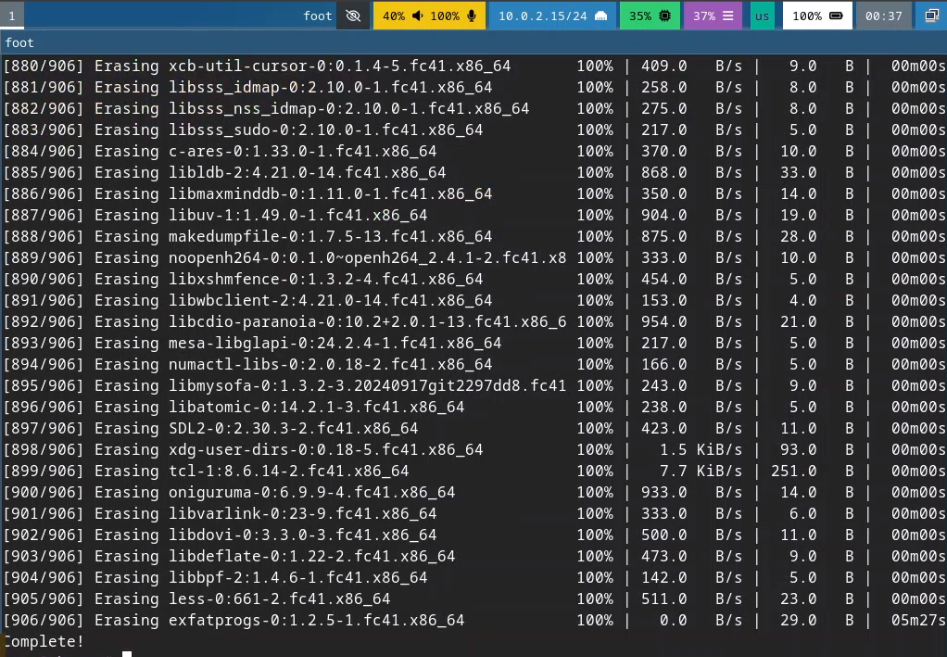 1 foot 40% 100% 10.0.2.15/24 35% 37% us 100% 00:37
foot
[880/906] Erasing xcb-util-cursor-0:0.1.4-5.fc41.x86_64 100% | 409.0 B/s | 9.0 B | 00m00s
[881/906] Erasing libsss_idmap-0:2.10.0-1.fc41.x86_64 100% | 258.0 B/s | 8.0 B | 00m00s
[882/906] Erasing libsss_nss_idmap-0:2.10.0-1.fc41.x86_64 100% | 275.0 B/s | 8.0 B | 00m00s
[883/906] Erasing libsss_sudo-0:2.10.0-1.fc41.x86_64 100% | 217.0 B/s | 5.0 B | 00m00s
[884/906] Erasing c-ares-0:1.33.0-1.fc41.x86_64 100% | 370.0 B/s | 10.0 B | 00m00s
[885/906] Erasing libldb-2:4.21.0-14.fc41.x86_64 100% | 868.0 B/s | 33.0 B | 00m00s
[886/906] Erasing libmaxminddb-0:1.11.0-1.fc41.x86_64 100% | 350.0 B/s | 14.0 B | 00m00s
[887/906] Erasing libuv-1:1.49.0-1.fc41.x86_64 100% | 904.0 B/s | 19.0 B | 00m00s
[888/906] Erasing makedumpfile-0:1.7.5-13.fc41.x86_64 100% | 875.0 B/s | 28.0 B | 00m00s
[889/906] Erasing noopenh264-0:0.1.0~openh264_2.4.1-2.fc41.x8 100% | 333.0 B/s | 10.0 B | 00m00s
[890/906] Erasing libxshmfence-0:1.3.2-4.fc41.x86_64 100% | 454.0 B/s | 5.0 B | 00m00s
[891/906] Erasing libwbclient-2:4.21.0-14.fc41.x86_64 100% | 153.0 B/s | 4.0 B | 00m00s
[892/906] Erasing libcdio-paranoia-0:10.2+2.0.1-13.fc41.x86_6 100% | 954.0 B/s | 21.0 B | 00m00s
[893/906] Erasing mesa-libglapi-0:24.2.4-1.fc41.x86_64 100% | 217.0 B/s | 5.0 B | 00m00s
[894/906] Erasing numactl-libs-0:2.0.18-2.fc41.x86_64 100% | 166.0 B/s | 5.0 B | 00m00s
[895/906] Erasing libmysofa-0:1.3.2-3.20240917git2297dd8.fc41 100% | 243.0 B/s | 9.0 B | 00m00s
[896/906] Erasing libatomic-0:14.2.1-3.fc41.x86_64 100% | 238.0 B/s | 5.0 B | 00m00s
[897/906] Erasing SDL2-0:2.30.3-2.fc41.x86_64 100% | 423.0 B/s | 11.0 B | 00m00s
[898/906] Erasing xdg-user-dirs-0:0.18-5.fc41.x86_64 100% | 1.5 KiB/s | 93.0 B | 00m00s
[899/906] Erasing tcl-1:8.6.14-2.fc41.x86_64 100% | 7.7 KiB/s | 251.0 B | 00m00s
[900/906] Erasing oniguruma-0:6.9.9-4.fc41.x86_64 100% | 933.0 B/s | 14.0 B | 00m00s
[901/906] Erasing libvarlink-0:23-9.fc41.x86_64 100% | 333.0 B/s | 6.0 B | 00m00s
[902/906] Erasing libdovi-0:3.3.0-3.fc41.x86_64 100% | 500.0 B/s | 11.0 B | 00m00s
[903/906] Erasing libdeflate-0:1.22-2.fc41.x86_64 100% | 473.0 B/s | 9.0 B | 00m00s
[904/906] Erasing libbpf-2:1.4.6-1.fc41.x86_64 100% | 142.0 B/s | 5.0 B | 00m00s
[905/906] Erasing less-0:661-2.fc41.x86_64 100% | 511.0 B/s | 23.0 B | 00m00s
[906/906] Erasing exfatprogs-0:1.2.5-1.fc41.x86_64 100% | 0.0 B/s | 29.0 B | 05m27s
Complete!